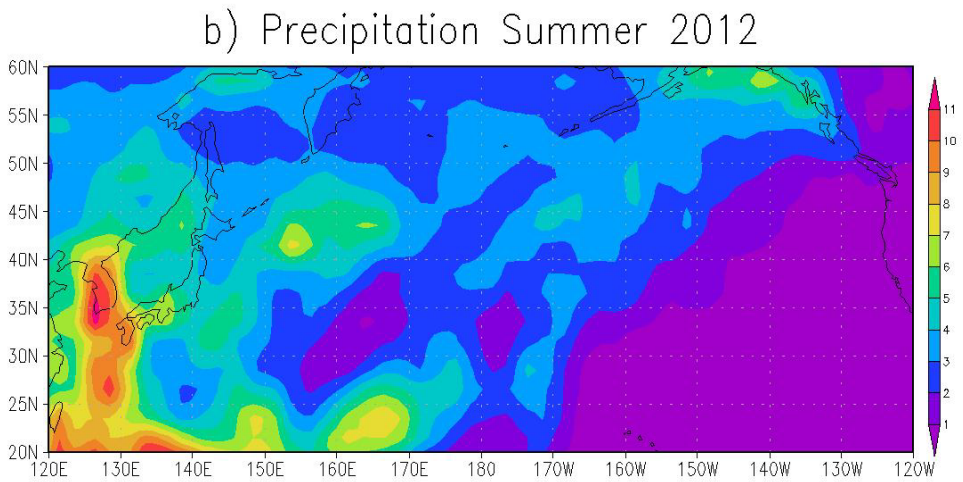 b) Precipitation Summer 2012
60N
55N
50N
45N
40N
35N
30N
25N
20N
120E 130E 140E 150E 160E 170E 180 170W 160W 150W 140W 130W 120W
11
10
9
8
7
6
5
4
3
2
1